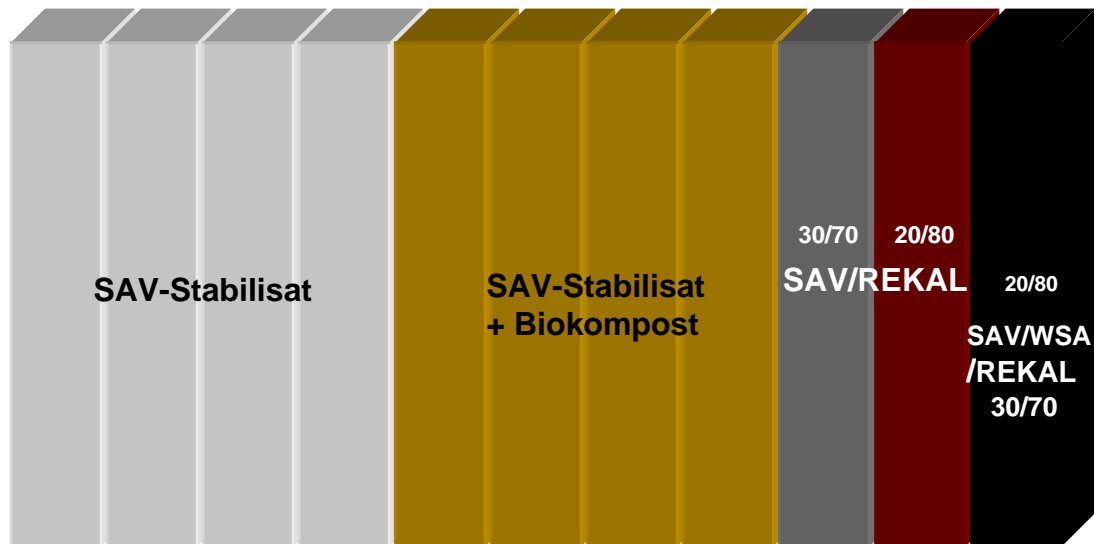 SAV-Stabilisat
SAV-Stabilisat
+ Biokompost
30/70
20/80
SAV/REKAL
20/80
SAV/WSA
/REKAL
30/70